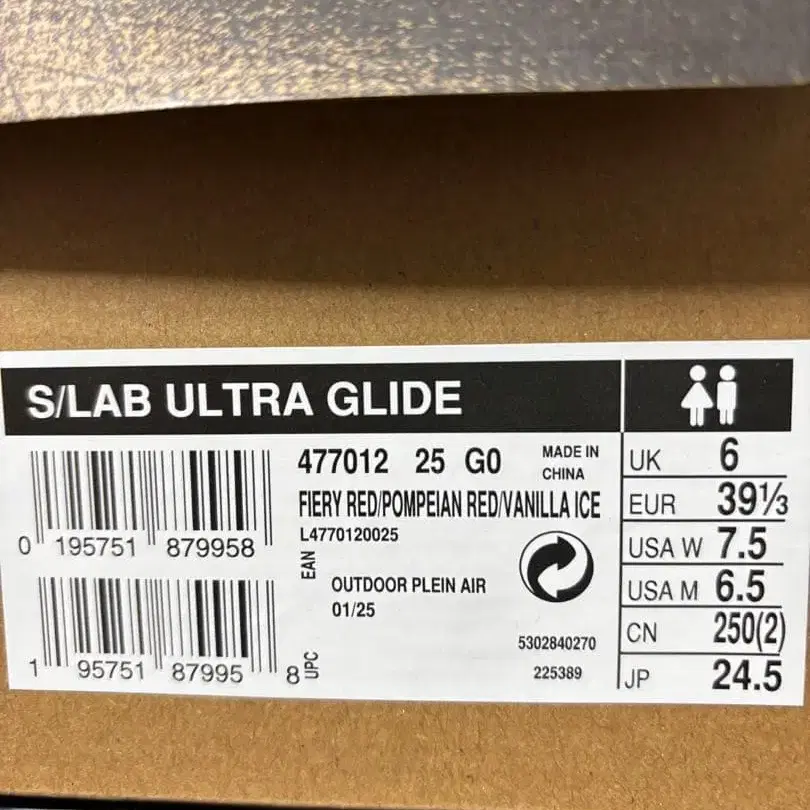 S/LAB ULTRA GLIDE
477012 25 G0
MADE IN
CHINA
FIERY RED/POMPEIAN RED/VANILLA ICE
L4770120025
0 195751 879958
EAN
OUTDOOR PLEIN AIR
01/25
1 95751 87995 8
UPC
5302840270
225389
UK 6
EUR 39⅓
USA W 7.5
USA M 6.5
CN 250(2)
JP 24.5